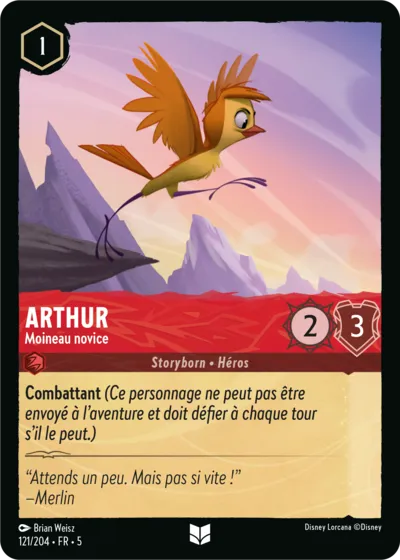 1
ARTHUR
Moineau novice
2
3
Storyborn • Héros
Combattant (Ce personnage ne peut pas être
envoyé à l’aventure et doit défier à chaque tour
s’il le peut.)
“Attends un peu. Mais pas si vite !”
–Merlin
Brian Weisz
121/204 • FR • 5
Disney Lorcana ©Disney